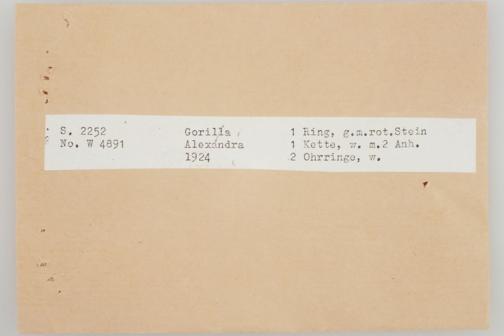 S. 2252 Gorilla 1 Ring, g.m.rot.Stein
No. W 4891 Alexandra 1 Kette, w. m.2 Anh.
1924 2 Ohrringe, w.